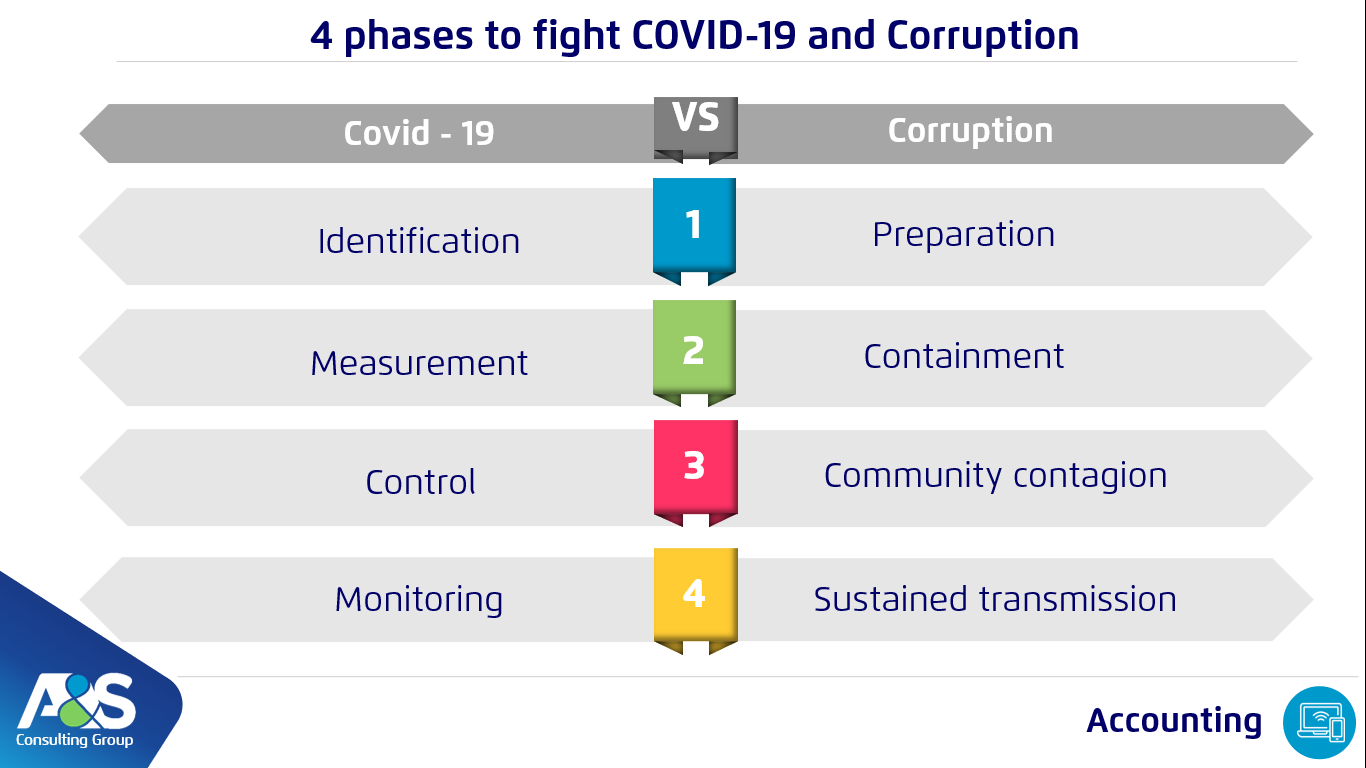 4 phases to fight COVID-19 and Corruption
Covid - 19
VS
Corruption
Identification
1
Preparation
Measurement
2
Containment
Control
3
Community contagion
Monitoring
4
Sustained transmission
A&S
Consulting Group
Accounting